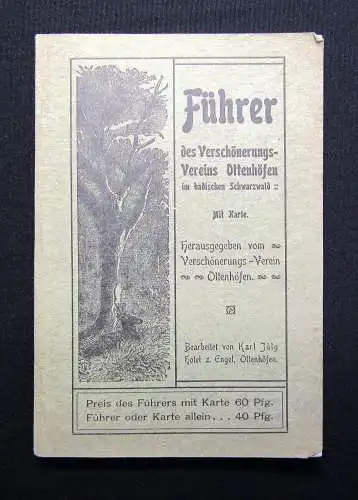 Führer
des Verschönerungs-
Vereins Ottenhöfen
im badischen Schwarzwald ::
Mit Karte.
Herausgegeben vom
Verschönerungs-Verein
Ottenhöfen.
Bearbeitet von Karl Jülg
Hotel z. Engel, Ottenhöfen.
Preis des Führers mit Karte 60 Pfg.
Führer oder Karte allein . . . 40 Pfg.